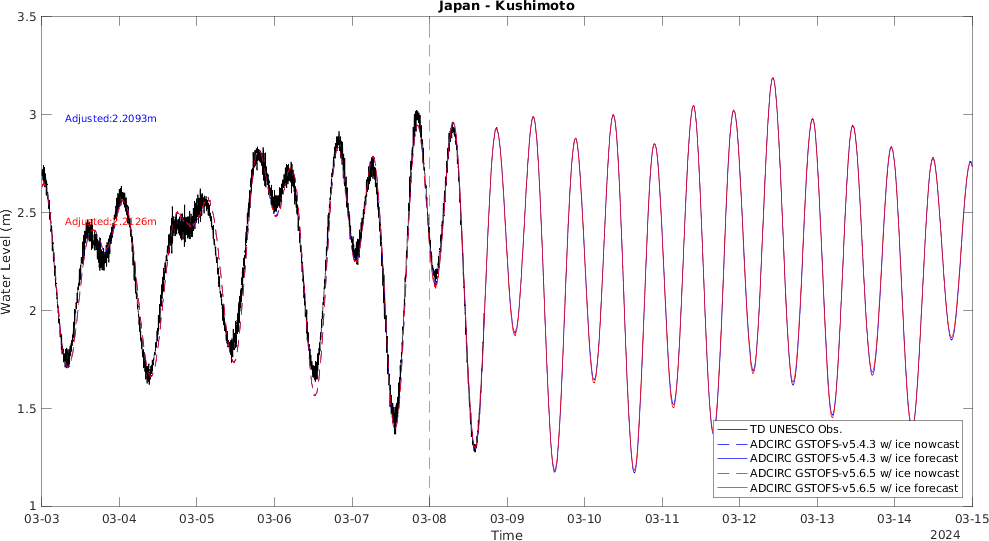 Japan - Kushimoto
3.5
3
2.5
2
1.5
1
Water Level (m)
Adjusted:2.2093m
Adjusted:2.2126m
TD UNESCO Obs.
ADCIRC GSTOFS-v5.4.3 w/ ice nowcast
ADCIRC GSTOFS-v5.4.3 w/ ice forecast
ADCIRC GSTOFS-v5.6.5 w/ ice nowcast
ADCIRC GSTOFS-v5.6.5 w/ ice forecast
03-03 03-04 03-05 03-06 03-07 03-08 03-09 03-10 03-11 03-12 03-13 03-14 03-15
Time
2024